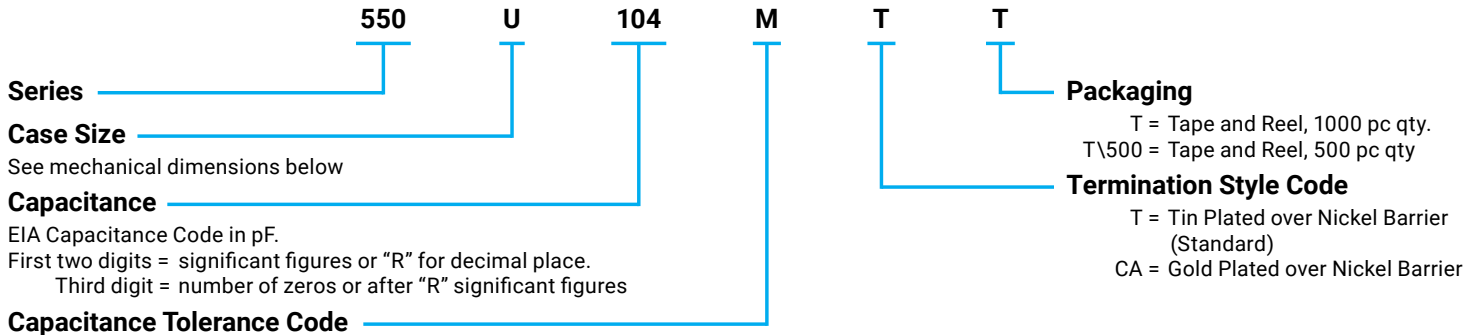 550 U 104 M T T
Series
Case Size
See mechanical dimensions below
Capacitance
EIA Capacitance Code in pF.
First two digits = significant figures or “R” for decimal place.
Third digit = number of zeros or after “R” significant figures
Capacitance Tolerance Code
Packaging
T = Tape and Reel, 1000 pc qty.
T\500 = Tape and Reel, 500 pc qty
Termination Style Code
T = Tin Plated over Nickel Barrier
(Standard)
CA = Gold Plated over Nickel Barrier